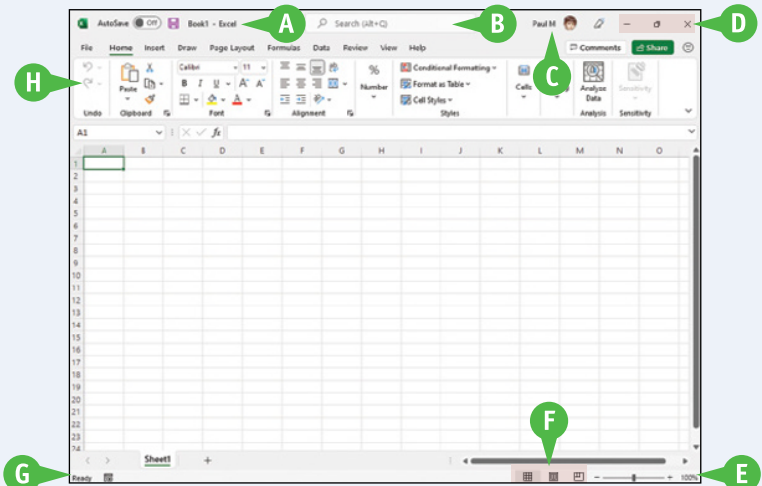 AutoSave Off Book1 - Excel A Search (Alt+Q) B Paul M D
File Home Insert Draw Page Layout Formulas Data Review View Help Comments Share
H C
Calibri 11 Conditional Formatting
Paste B I U A A % Number Format as Table Cells Analyze Data Sensitivity
A Cell Styles
Undo Clipboard Font Alignment Styles Analysis Sensitivity
A1 fx
A B C D E F G H I J K L M N O
1
2
3
4
5
6
7
8
9
10
11
12
13
14
15
16
17
18
19
20
21
22
23
24
F
Sheet1 +
G Ready - + 100% E